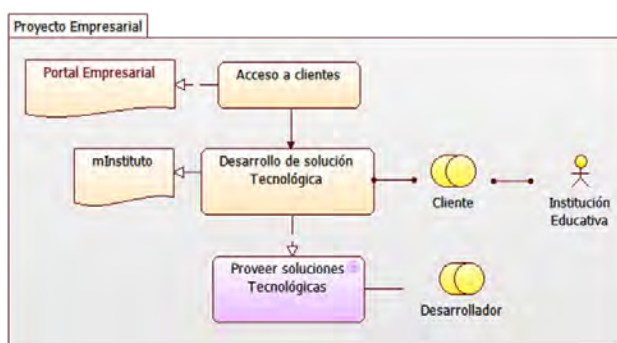 Proyecto Empresarial
Portal Empresarial
Acceso a clientes
mInstituto
Desarrollo de solución
Tecnológica
Cliente
Institución
Educativa
Proveer soluciones
Tecnológicas
Desarrollador